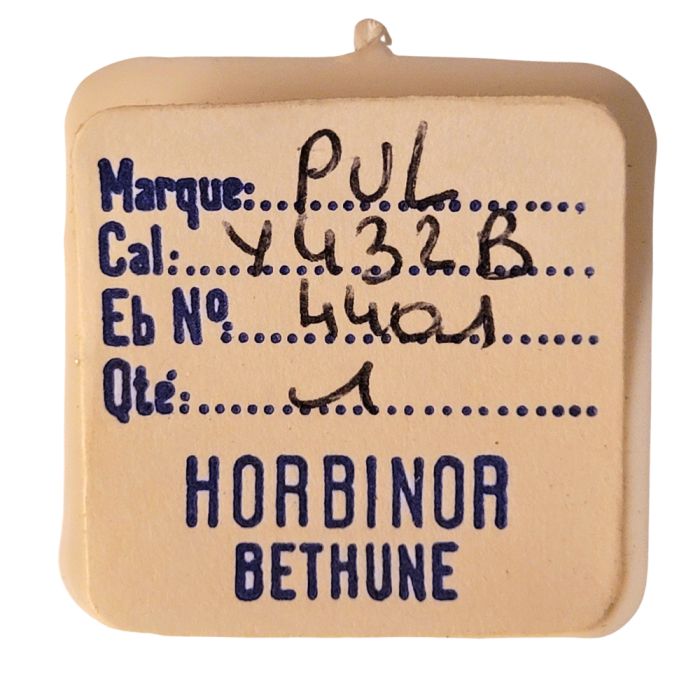 Marque: PUL
Cal: Y432B
Eb Nº: 4401
Qté: 1
HORBINOR
BETHUNE